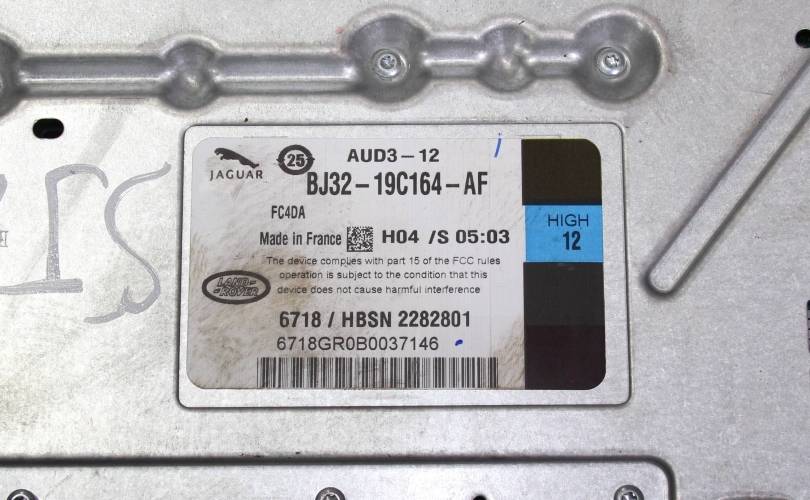 JAGUAR
25
AUD3-12
BJ32-19C164-AF
FC4DA
Made in France H04 /S 05:03
The device complies with part 15 of the FCC rules
operation is subject to the condition that this
device does not cause harmful interference
LAND-
-ROVER
6718 / HBSN 2282801
6718GR0B0037146
HIGH
12